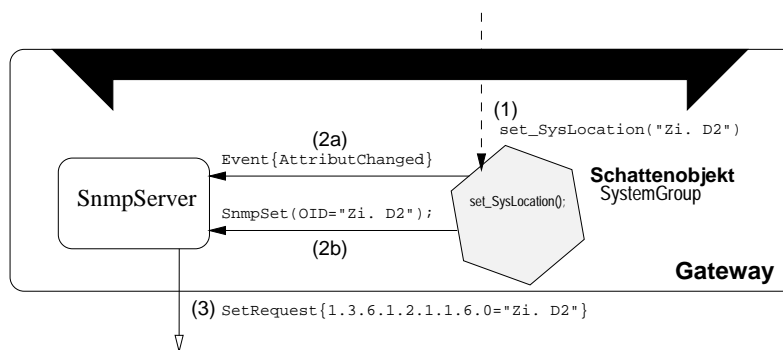 (1)
set_SysLocation("Zi. D2")
(2a)
Event{AttributChanged}
Schattenobjekt
SystemGroup
SnmpServer
set_SysLocation();
SnmpSet(OID="Zi. D2");
(2b)
Gateway
(3) SetRequest{1.3.6.1.2.1.1.6.0="Zi. D2"}